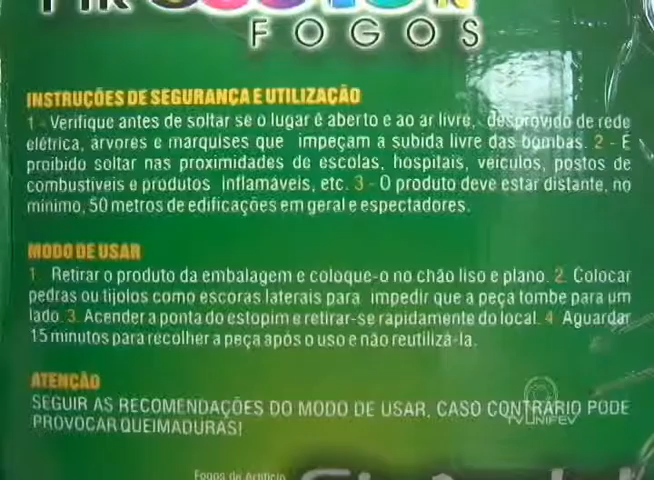 FOGOS
INSTRUÇÕES DE SEGURANÇA E UTILIZAÇÃO
1 - Verifique antes de soltar se o lugar é aberto e ao ar livre, desprovido de rede
elétrica, árvores e marquises que impeçam a subida livre das bombas. 2 - É
proibido soltar nas proximidades de escolas, hospitais, veículos, postos de
combustíveis e produtos inflamáveis, etc. 3 - O produto deve estar distante, no
mínimo, 50 metros de edificações em geral e espectadores.
MODO DE USAR
1. Retirar o produto da embalagem e coloque-o no chão liso e plano. 2. Colocar
pedras ou tijolos como escoras laterais para impedir que a peça tombe para um
lado. 3. Acender a ponta do estopim e retirar-se rapidamente do local. 4. Aguardar
15 minutos para recolher a peça após o uso e não reutilizá-la.
ATENÇÃO
SEGUIR AS RECOMENDAÇÕES DO MODO DE USAR, CASO CONTRÁRIO PODE
PROVOCAR QUEIMADURAS!
TV UNIFEV
Fogos de Artifício